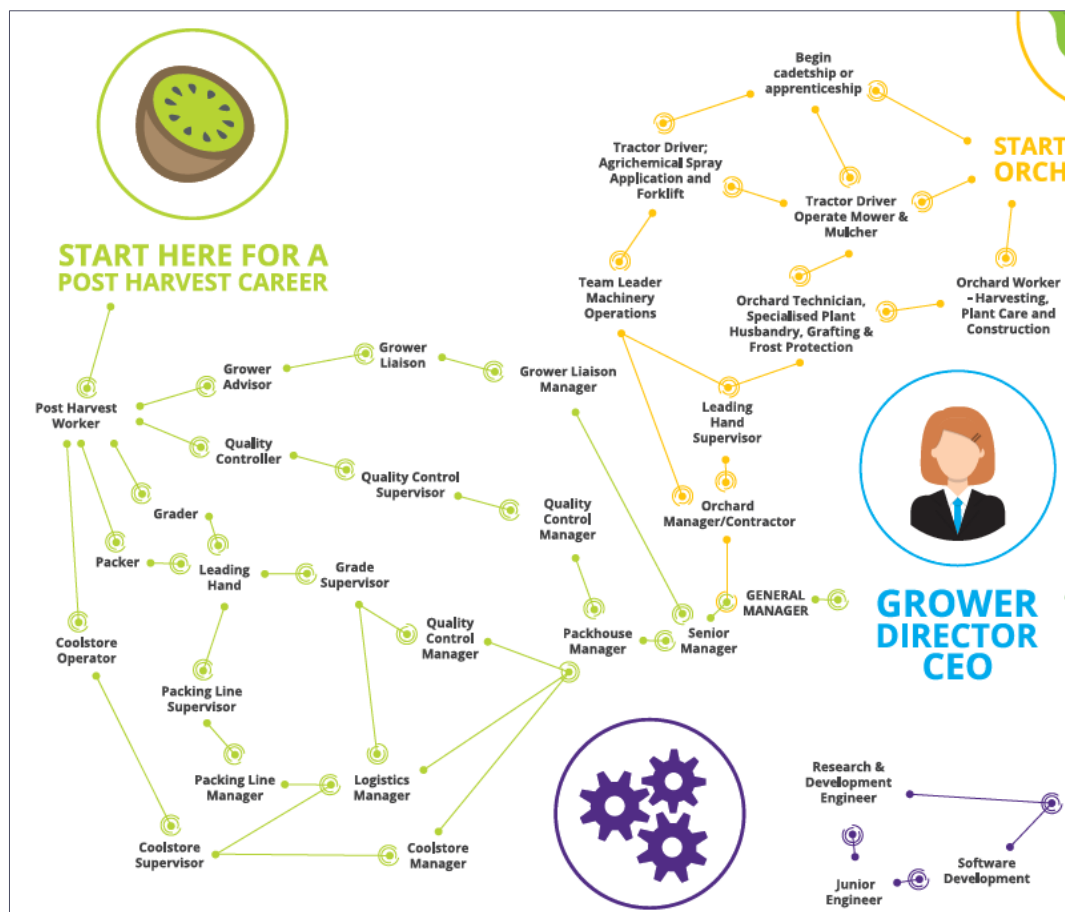 START HERE FOR A
POST HARVEST CAREER
Post Harvest
Worker
Grower
Advisor
Grower
Liaison
Grower Liaison
Manager
Quality
Controller
Quality Control
Supervisor
Quality
Control
Manager
Grader
Packer
Leading
Hand
Grade
Supervisor
Quality
Control
Manager
Coolstore
Operator
Packing Line
Supervisor
Packing Line
Manager
Logistics
Manager
Coolstore
Supervisor
Coolstore
Manager
Packhouse
Manager
Senior
Manager
GENERAL
MANAGER
GROWER
DIRECTOR
CEO
Begin
cadetship or
apprenticeship
START
ORCH
Tractor Driver;
Agrichemical Spray
Application and
Forklift
Tractor Driver
Operate Mower &
Mulcher
Team Leader
Machinery
Operations
Orchard Technician,
Specialised Plant
Husbandry, Grafting &
Frost Protection
Orchard Worker
– Harvesting,
Plant Care and
Construction
Leading
Hand
Supervisor
Orchard
Manager/Contractor
Research &
Development
Engineer
Junior
Engineer
Software
Development